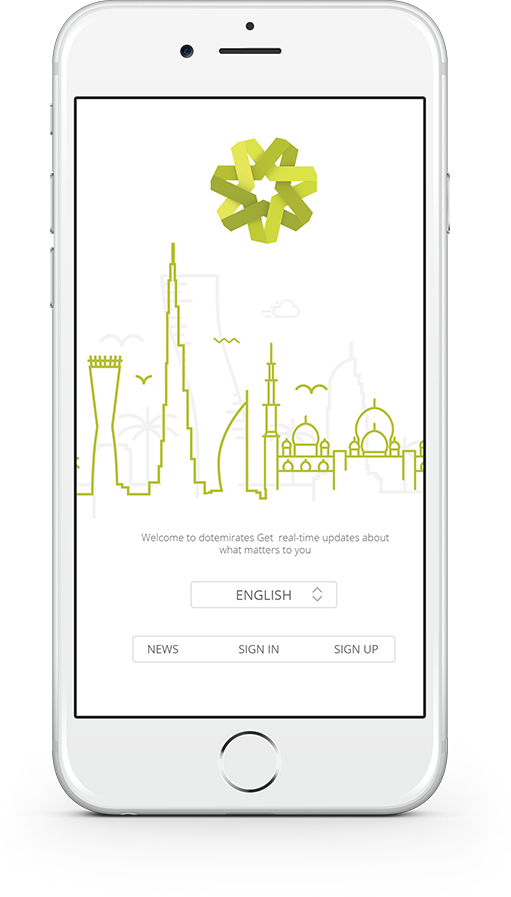 Welcome to dotemirates Get  real-time updates about
what matters to you
ENGLISH
NEWS SIGN IN SIGN UP